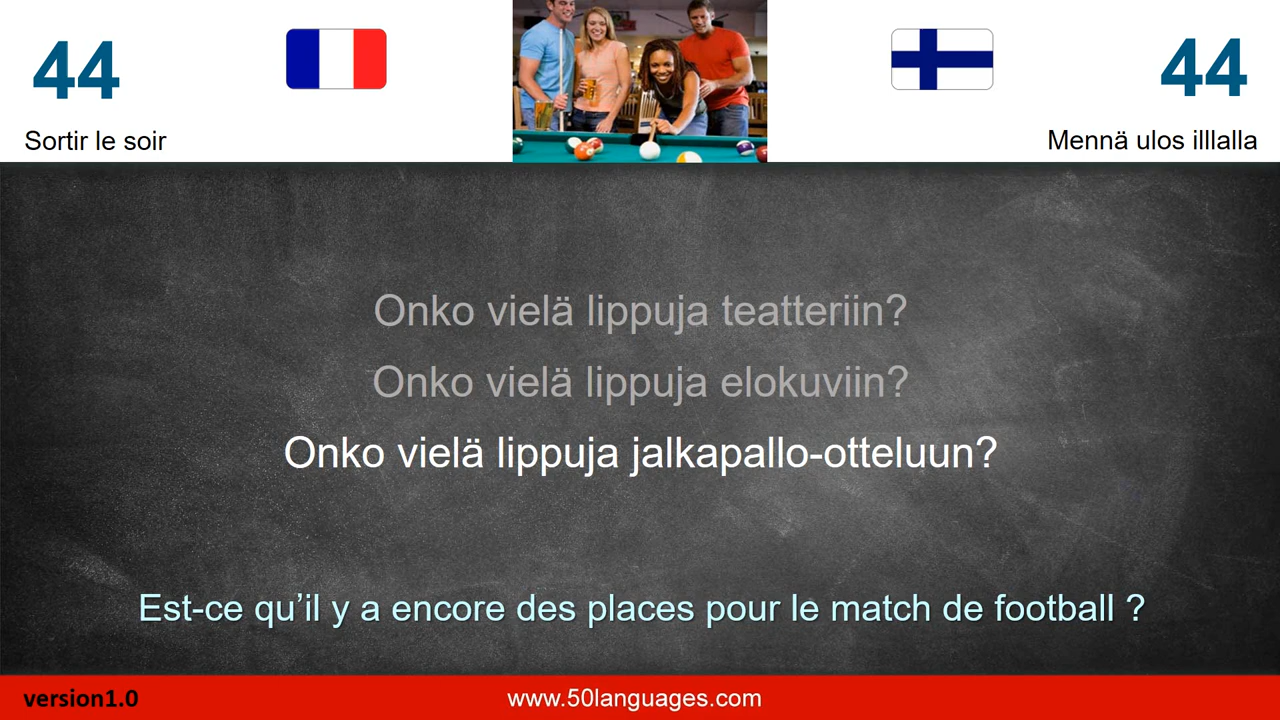 44
44
Sortir le soir
Mennä ulos illlalla
Onko vielä lippuja teatteriin?
Onko vielä lippuja elokuviin?
Onko vielä lippuja jalkapallo-otteluun?
Est-ce qu’il y a encore des places pour le match de football ?
version1.0
www.50languages.com